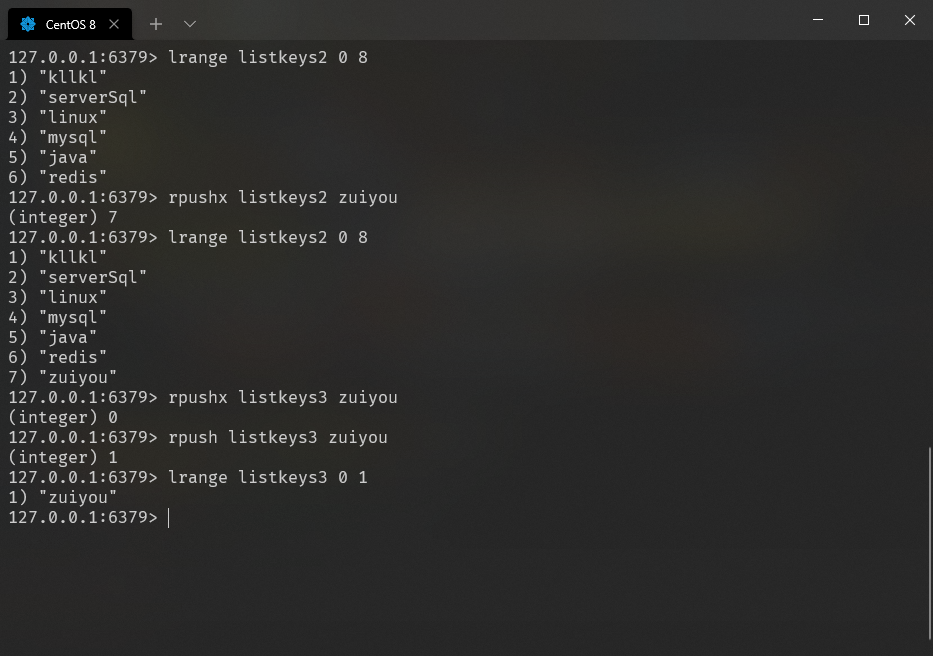 CentOS 8
127.0.0.1:6379> lrange listkeys2 0 8
1) "kllkl"
2) "serverSql"
3) "linux"
4) "mysql"
5) "java"
6) "redis"
127.0.0.1:6379> rpushx listkeys2 zuiyou
(integer) 7
127.0.0.1:6379> lrange listkeys2 0 8
1) "kllkl"
2) "serverSql"
3) "linux"
4) "mysql"
5) "java"
6) "redis"
7) "zuiyou"
127.0.0.1:6379> rpushx listkeys3 zuiyou
(integer) 0
127.0.0.1:6379> rpush listkeys3 zuiyou
(integer) 1
127.0.0.1:6379> lrange listkeys3 0 1
1) "zuiyou"
127.0.0.1:6379>